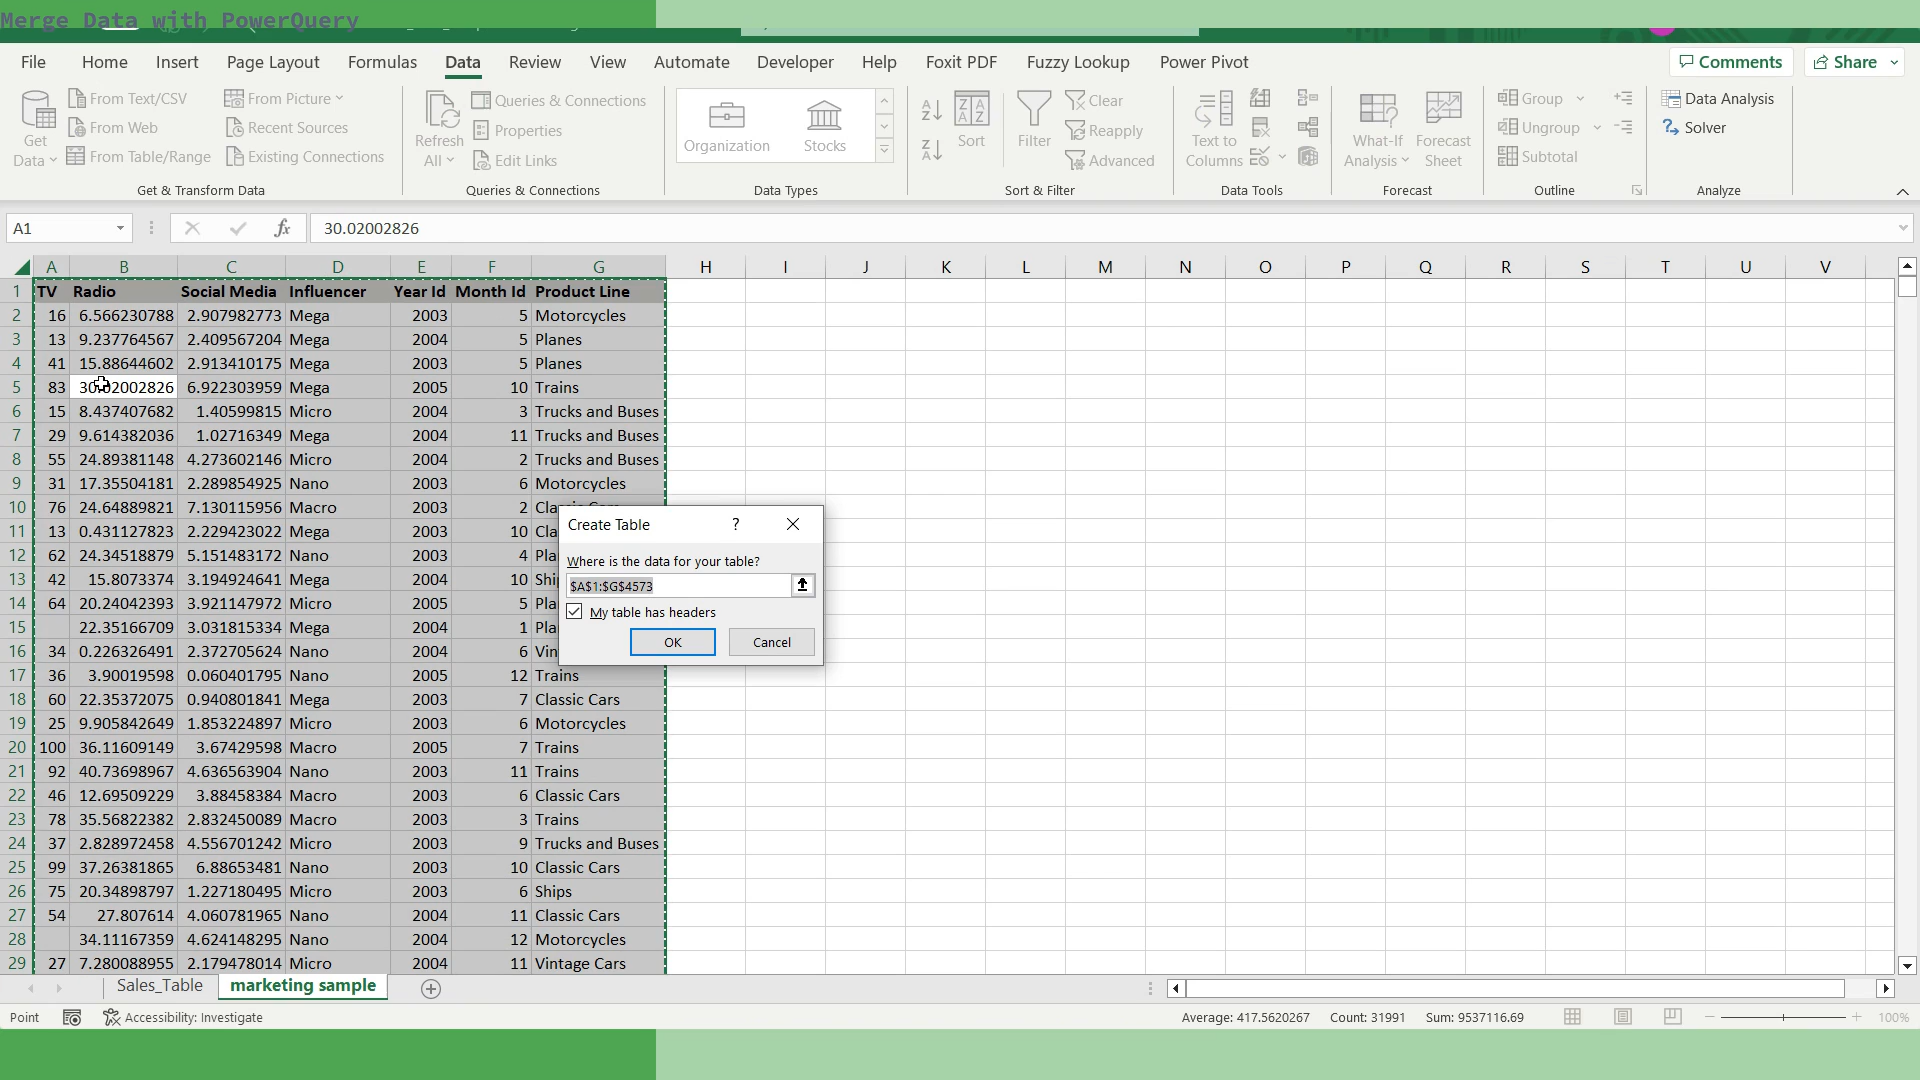 Merge Data with PowerQuery
File Home Insert Page Layout Formulas Data Review View Automate Developer Help Foxit PDF Fuzzy Lookup Power Pivot Comments Share
Get Data
From Text/CSV
From Web
From Table/Range
From Picture
Recent Sources
Existing Connections
Get & Transform Data
Refresh All
Queries & Connections
Properties
Edit Links
Queries & Connections
Organization
Stocks
Data Types
Sort
Filter
Clear
Reapply
Advanced
Sort & Filter
Text to Columns
Data Tools
What-If Analysis
Forecast Sheet
Forecast
Group
Ungroup
Subtotal
Outline
Data Analysis
Solver
Analyze
A1 fx 30.02002826
A B C D E F G H I J K L M N O P Q R S T U V
1 TV Radio Social Media Influencer Year Id Month Id Product Line
2 16 6.566230788 2.907982773 Mega 2003 5 Motorcycles
3 13 9.237764567 2.409567204 Mega 2004 5 Planes
4 41 15.88644602 2.913410175 Mega 2003 5 Planes
5 83 30.02002826 6.922303959 Mega 2005 10 Trains
6 15 8.437407682 1.40599815 Micro 2004 3 Trucks and Buses
7 29 9.614382036 1.02716349 Mega 2004 11 Trucks and Buses
8 55 24.89381148 4.273602146 Micro 2004 2 Trucks and Buses
9 31 17.35504181 2.289854925 Nano 2003 6 Motorcycles
10 76 24.64889821 7.130115956 Macro 2003 2
11 13 0.431127823 2.229423022 Mega 2003 10 Cla
12 62 24.34518879 5.151483172 Nano 2003 4 Pla
13 42 15.8073374 3.194924641 Mega 2004 10 Shi
14 64 20.24042393 3.921147972 Micro 2005 5 Pla
15 22.35166709 3.031815334 Mega 2004 1 Pla
16 34 0.226326491 2.372705624 Nano 2004 6 Vin
17 36 3.90019598 0.060401795 Nano 2005 12 Trains
18 60 22.35372075 0.940801841 Mega 2003 7 Classic Cars
19 25 9.905842649 1.853224897 Micro 2003 6 Motorcycles
20 100 36.11609149 3.67429598 Macro 2005 7 Trains
21 92 40.73698967 4.636563904 Nano 2003 11 Trains
22 46 12.69509229 3.88458384 Macro 2003 6 Classic Cars
23 78 35.56822382 2.832450089 Macro 2003 3 Trains
24 37 2.828972458 4.556701242 Micro 2003 9 Trucks and Buses
25 99 37.26381865 6.88653481 Nano 2003 10 Classic Cars
26 75 20.34898797 1.227180495 Micro 2003 6 Ships
27 54 27.807614 4.060781965 Nano 2004 11 Classic Cars
28 34.11167359 4.624148295 Nano 2004 12 Motorcycles
29 27 7.280088955 2.179478014 Micro 2004 11 Vintage Cars
Create Table ?
Where is the data for your table?
$A$1:$G$4573
My table has headers
OK Cancel
Sales_Table marketing sample
Point Accessibility: Investigate Average: 417.5620267 Count: 31991 Sum: 9537116.69 100%